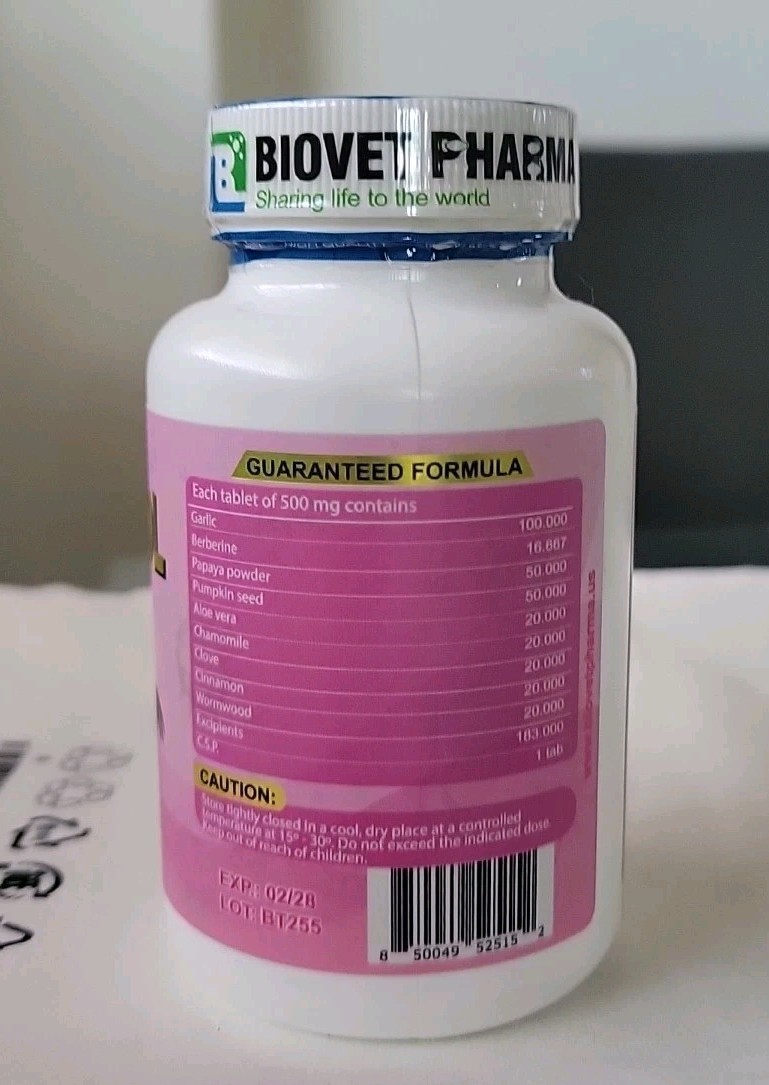 BIOVET PHARMA
Sharing life to the world
L
GUARANTEED FORMULA
Each tablet of 500 mg contains
Garlic 100.000
Berberine 16.667
Papaya powder 50.000
Pumpkin seed 50.000
Aloe vera 20.000
Chamomile 20.000
Clove 20.000
Cinnamon 20.000
Wormwood 20.000
Excipients 183.000
C.S.P. 1 tab
CAUTION:
Store tightly closed in a cool, dry place at a controlled
temperature at 15º - 30º. Do not exceed the indicated dose.
Keep out of reach of children.
EXP.: 02/28
LOT: BT255
8 50049 52515 2